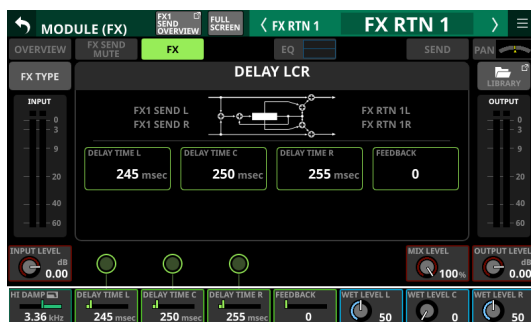 MODULE (FX)
FX1
SEND
OVERVIEW
FULL
SCREEN
FX RTN 1
FX RTN 1
OVERVIEW
FX SEND
MUTE
FX
EQ
SEND
PAN
FX TYPE
DELAY LCR
LIBRARY
INPUT
OUTPUT
0
3
9
20
40
60
FX1 SEND L
FX1 SEND R
FX RTN 1L
FX RTN 1R
DELAY TIME L
245 msec
DELAY TIME C
250 msec
DELAY TIME R
255 msec
FEEDBACK
0
0
3
9
20
40
60
INPUT LEVEL
dB
0.00
MIX LEVEL
100%
OUTPUT LEVEL
dB
0.00
HI DAMP
3.36 kHz
DELAY TIME L
245 msec
DELAY TIME C
250 msec
DELAY TIME R
255 msec
FEEDBACK
0
WET LEVEL L
50
WET LEVEL C
0
WET LEVEL R
50